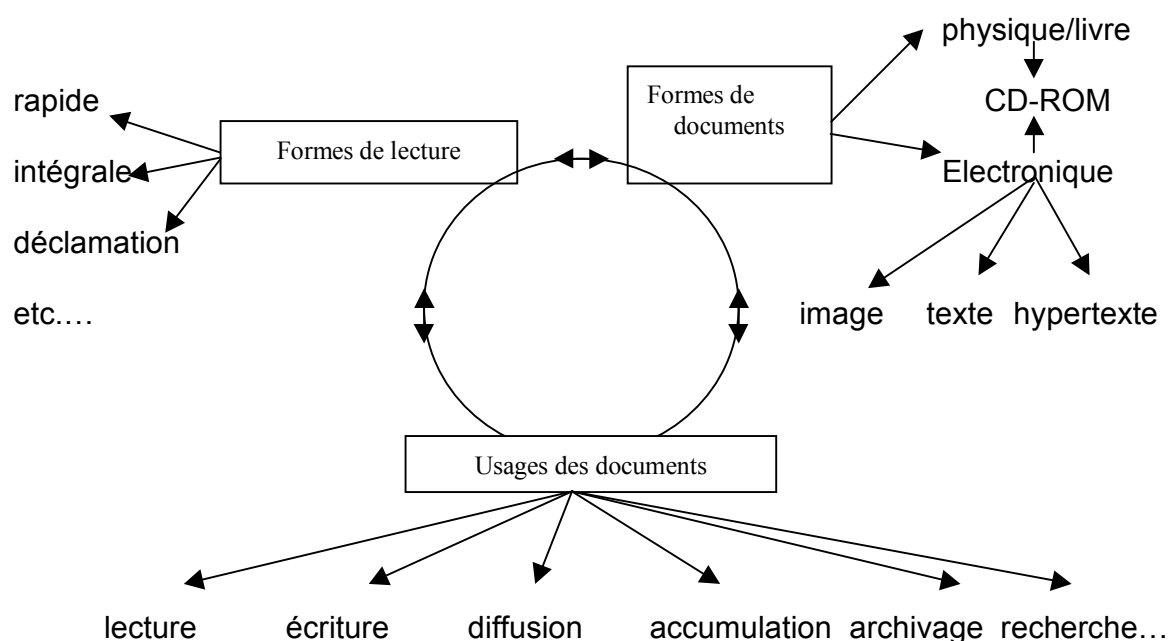 physique/livre
CD-ROM
Electronique
image texte hypertexte
Formes de
documents
Formes de lecture
rapide
intégrale
déclamation
etc.…
Usages des documents
lecture écriture diffusion accumulation archivage recherche…